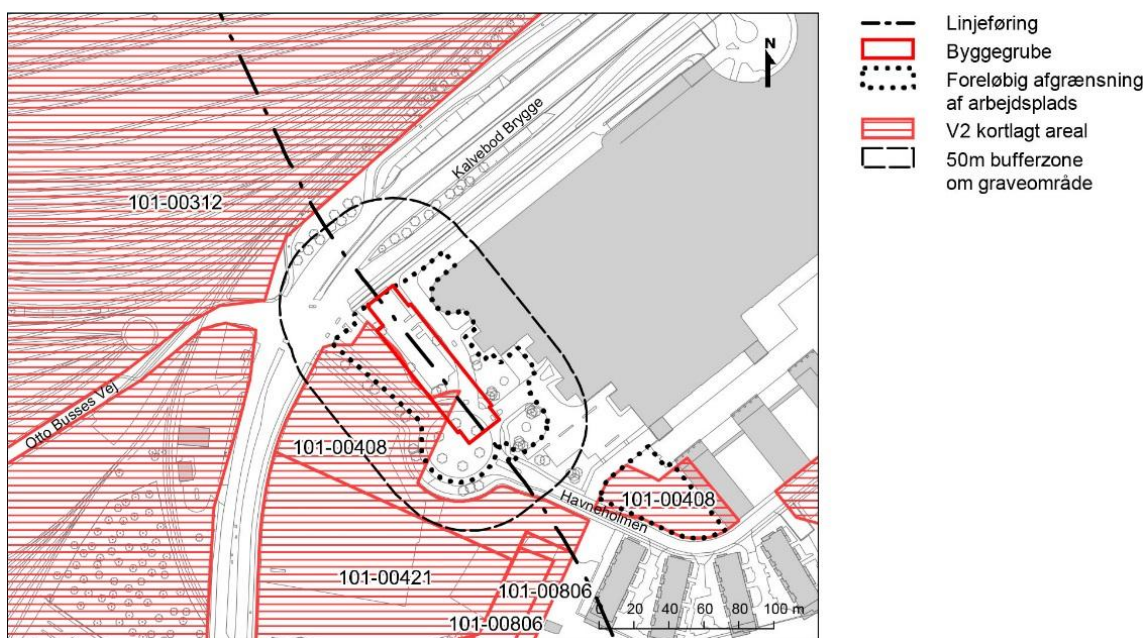 Linjeføring
Byggegrube
Foreløbig afgrænsning
af arbejdsplads
V2 kortlagt areal
50m bufferzone
om graveområde
N
Kalvebod Brygge
101-00312
Otto Busses Vej
101-00408
Havneholmen
101-00408
101-00421
101-00806
101-00806
0 20 40 60 80 100 m